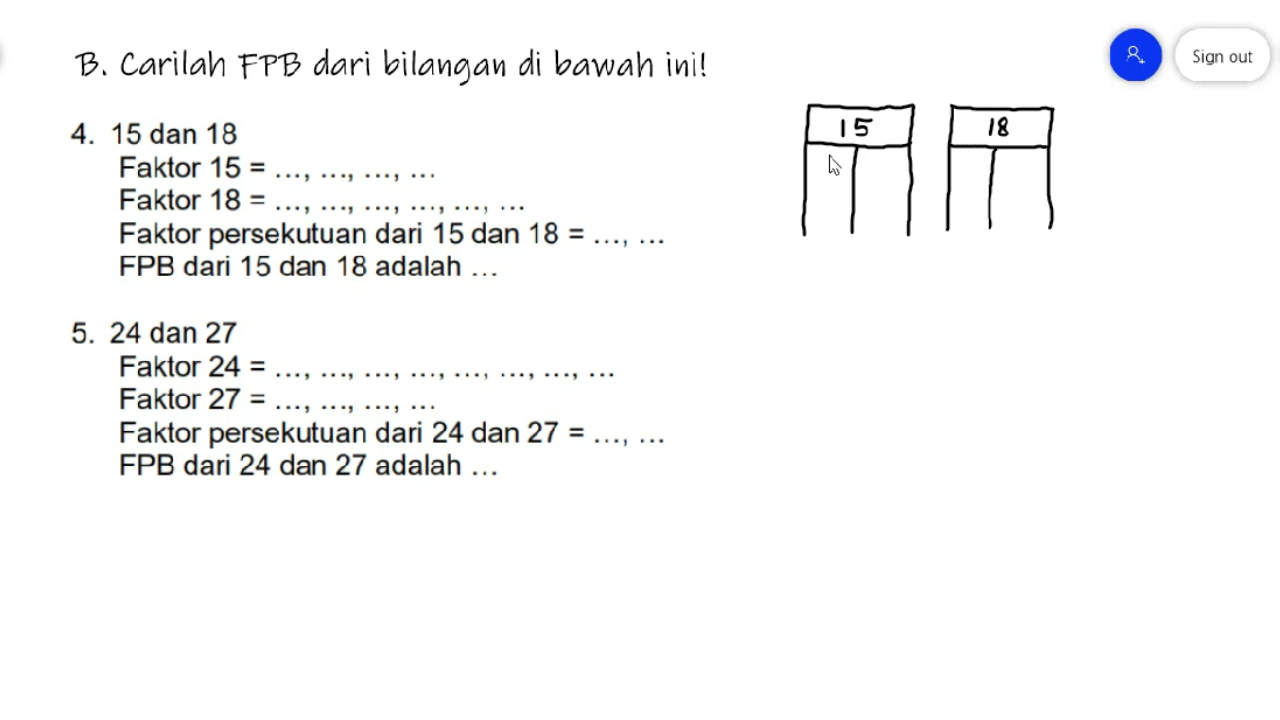 B. Carilah FPB dari bilangan di bawah ini!
Sign out
4. 15 dan 18
Faktor 15 = ..., ..., ..., ...
Faktor 18 = ..., ..., ..., ..., ..., ...
Faktor persekutuan dari 15 dan 18 = ..., ...
FPB dari 15 dan 18 adalah ...
15
18
5. 24 dan 27
Faktor 24 = ..., ..., ..., ..., ..., ..., ..., ...
Faktor 27 = ..., ..., ..., ...
Faktor persekutuan dari 24 dan 27 = ..., ...
FPB dari 24 dan 27 adalah ...